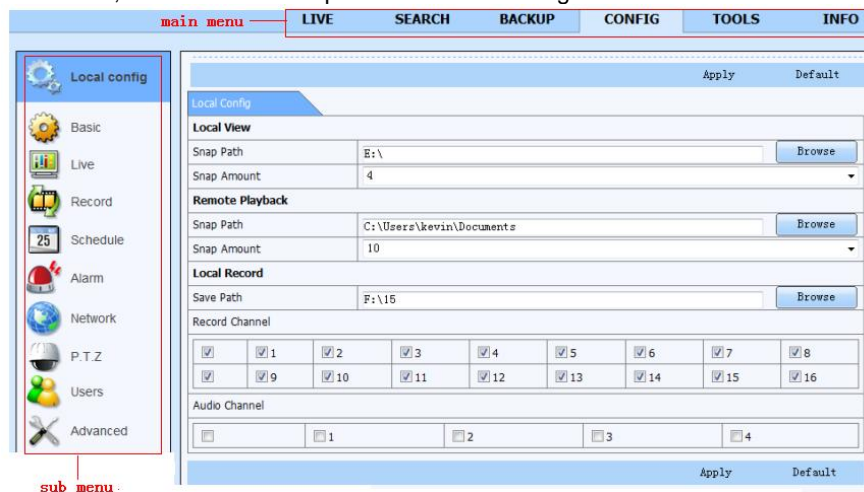 main menu LIVE SEARCH BACKUP CONFIG TOOLS INFO
Local config
Basic
Live
Record
25 Schedule
Alarm
Network
P.T.Z
Users
Advanced
sub menu
Apply Default
Local Config
Local View
Snap Path E:\ Browse
Snap Amount 4
Remote Playback
Snap Path C:\Users\kevin\Documents Browse
Snap Amount 10
Local Record
Save Path F:\15 Browse
Record Channel
1 2 3 4 5 6 7 8
9 10 11 12 13 14 15 16
Audio Channel
1 2 3 4
Apply Default